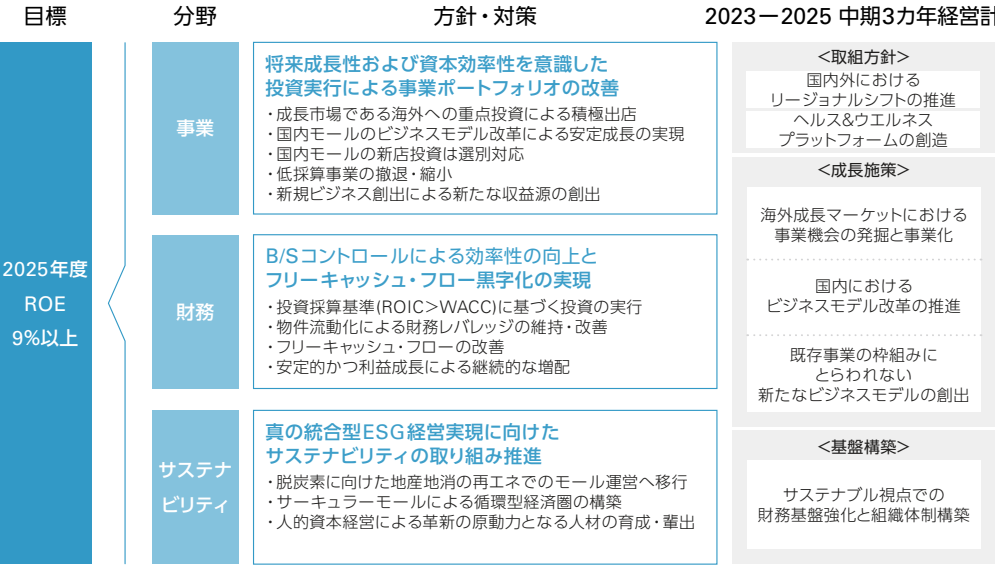 目標
分野
方針・対策
2023ー2025 中期3カ年経営計
2025年度
ROE
9%以上
事業
将来成長性および資本効率性を意識した
投資実行による事業ポートフォリオの改善
・成長市場である海外への重点投資による積極出店
・国内モールのビジネスモデル改革による安定成長の実現
・国内モールの新店投資は選別対応
・低採算事業の撤退・縮小
・新規ビジネス創出による新たな収益源の創出
財務
B/Sコントロールによる効率性の向上と
フリーキャッシュ・フロー黒字化の実現
・投資採算基準(ROIC>WACC)に基づく投資の実行
・物件流動化による財務レバレッジの維持・改善
・フリーキャッシュ・フローの改善
・安定的かつ利益成長による継続的な増配
サステナ
ビリティ
真の統合型ESG経営実現に向けた
サステナビリティの取り組み推進
・脱炭素に向けた地産地消の再エネでのモール運営へ移行
・サーキュラーモールによる循環型経済圏の構築
・人的資本経営による革新の原動力となる人材の育成・輩出
<取組方針>
国内外における
リージョナルシフトの推進
ヘルス&ウエルネス
プラットフォームの創造
<成長施策>
海外成長マーケットにおける
事業機会の発掘と事業化
国内における
ビジネスモデル改革の推進
既存事業の枠組みに
とらわれない
新たなビジネスモデルの創出
<基盤構築>
サステナブル視点での
財務基盤強化と組織体制構築